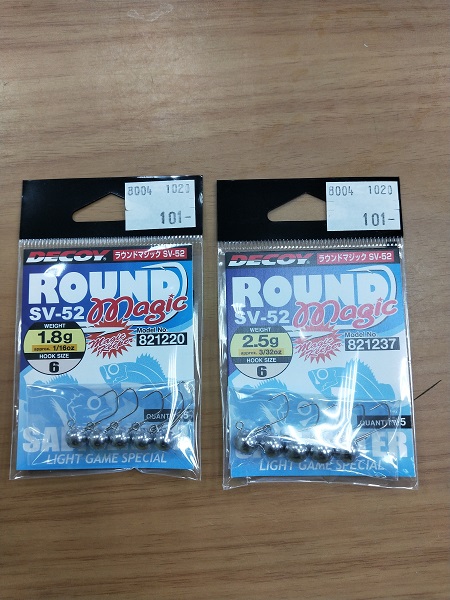 8004 1020
101-
DECOY ラウンドマジック SV-52
ROUND
SV-52 Magic
WEIGHT
1.8g
approx. 1/16oz
HOOK SIZE
6
Model No.
821220
QUANTITY/5
LIGHT GAME SPECIAL
8004 1020
101-
DECOY ラウンドマジック SV-52
ROUND
SV-52 Magic
WEIGHT
2.5g
approx. 3/32oz
HOOK SIZE
6
Model No.
821237
QUANTITY/5
LIGHT GAME SPECIAL